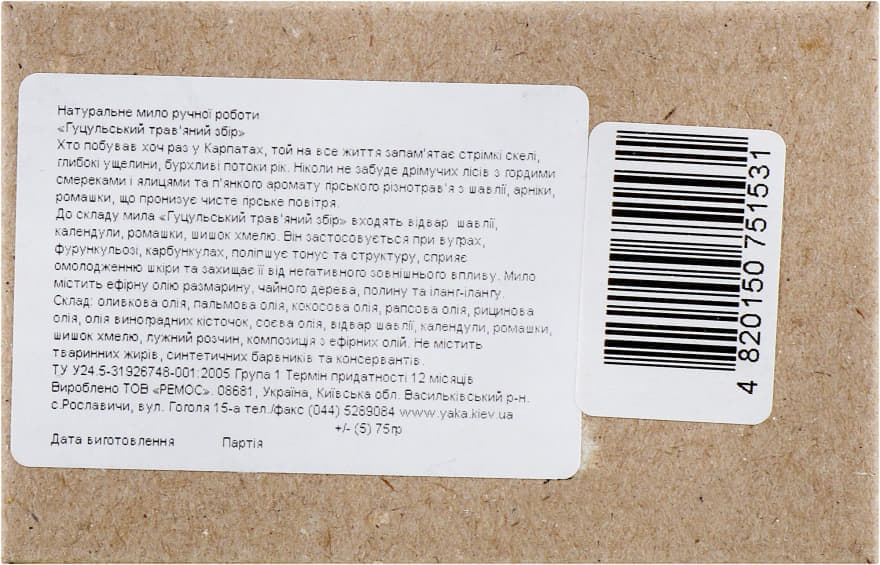 Натуральне мило ручної роботи
«Гуцульський трав'яний збір»
Хто побував хоч раз у Карпатах, той на все життя запам'ятає стрімкі скелі,
глибокі ущелини, бурхливі потоки рік. Ніколи не забуде дрімучих лісів з гордими
смереками і ялицями та п'янкого аромату гірського різнотрав'я з шавлії, арніки,
ромашки, що пронизує чисте гірське повітря.
До складу мила «Гуцульський трав'яний збір» входять відвар шавлії,
календули, ромашки, шишок хмелю. Він застосовується при вуграх,
фурункульозі, карбункулах, поліпшує тонус та структуру, сприяє
омолодженню шкіри та захищає її від негативного зовнішнього впливу. Мило
містить ефірну олію размарину, чайного дерева, полину та іланг-ілангу.
Склад: оливкова олія, пальмова олія, кокосова олія, рапсова олія, рицинова
олія, олія виноградних кісточок, соєва олія, відвар шавлії, календули, ромашки,
шишок хмелю, лужний розчин, композиція з ефірних олій. Не містить
тваринних жирів, синтетичних барвників та консервантів.
ТУ У24.5-31926748-001:2005 Група 1 Термін придатності 12 місяців
Вироблено ТОВ «РЕМОС». 08681, Україна, Київська обл. Васильківський р-н.
с.Рославичи, вул. Гоголя 15-а тел./факс (044) 5289084 www.yaka.kiev.ua
+/- (5) 75гр
Дата виготовлення Партія
4 820150 751531